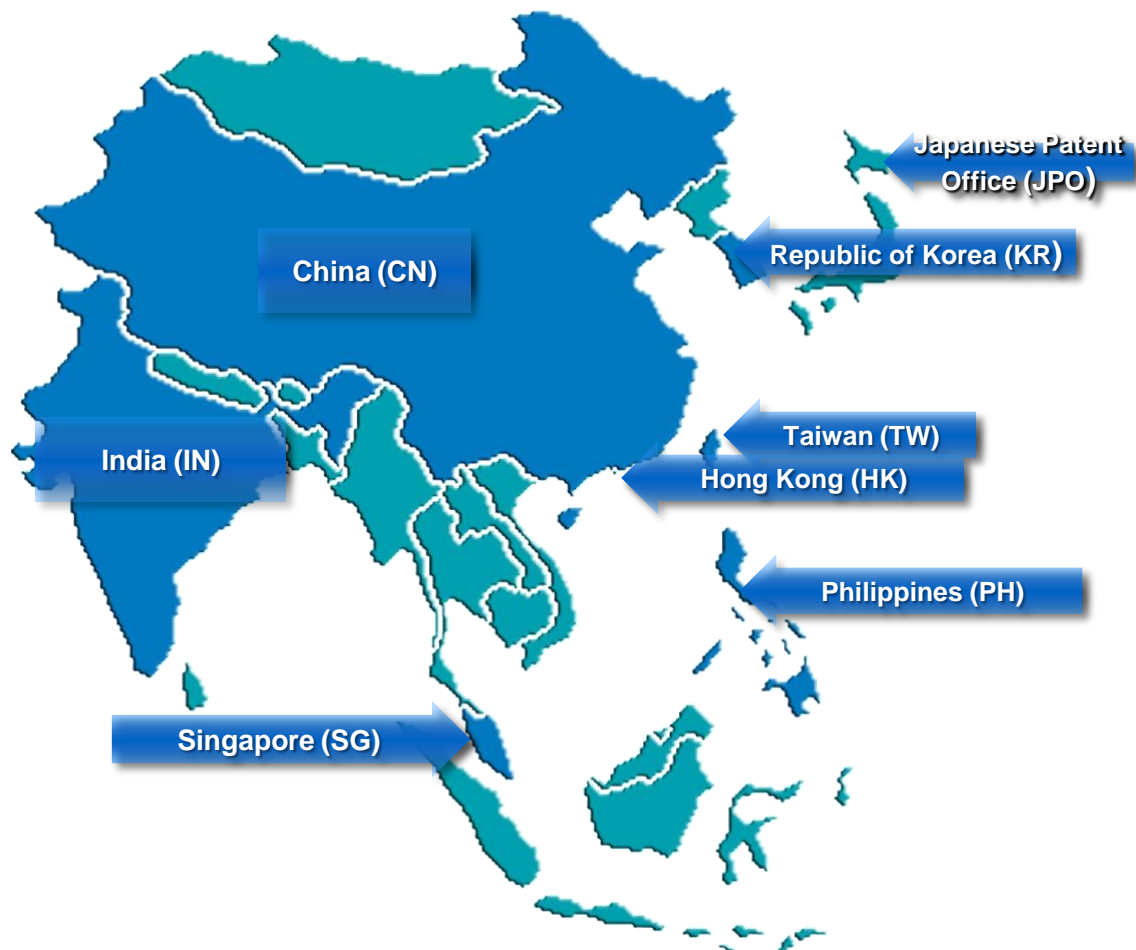 Japanese Patent
Office (JPO)
Republic of Korea (KR)
China (CN)
Taiwan (TW)
India (IN)
Hong Kong (HK)
Philippines (PH)
Singapore (SG)